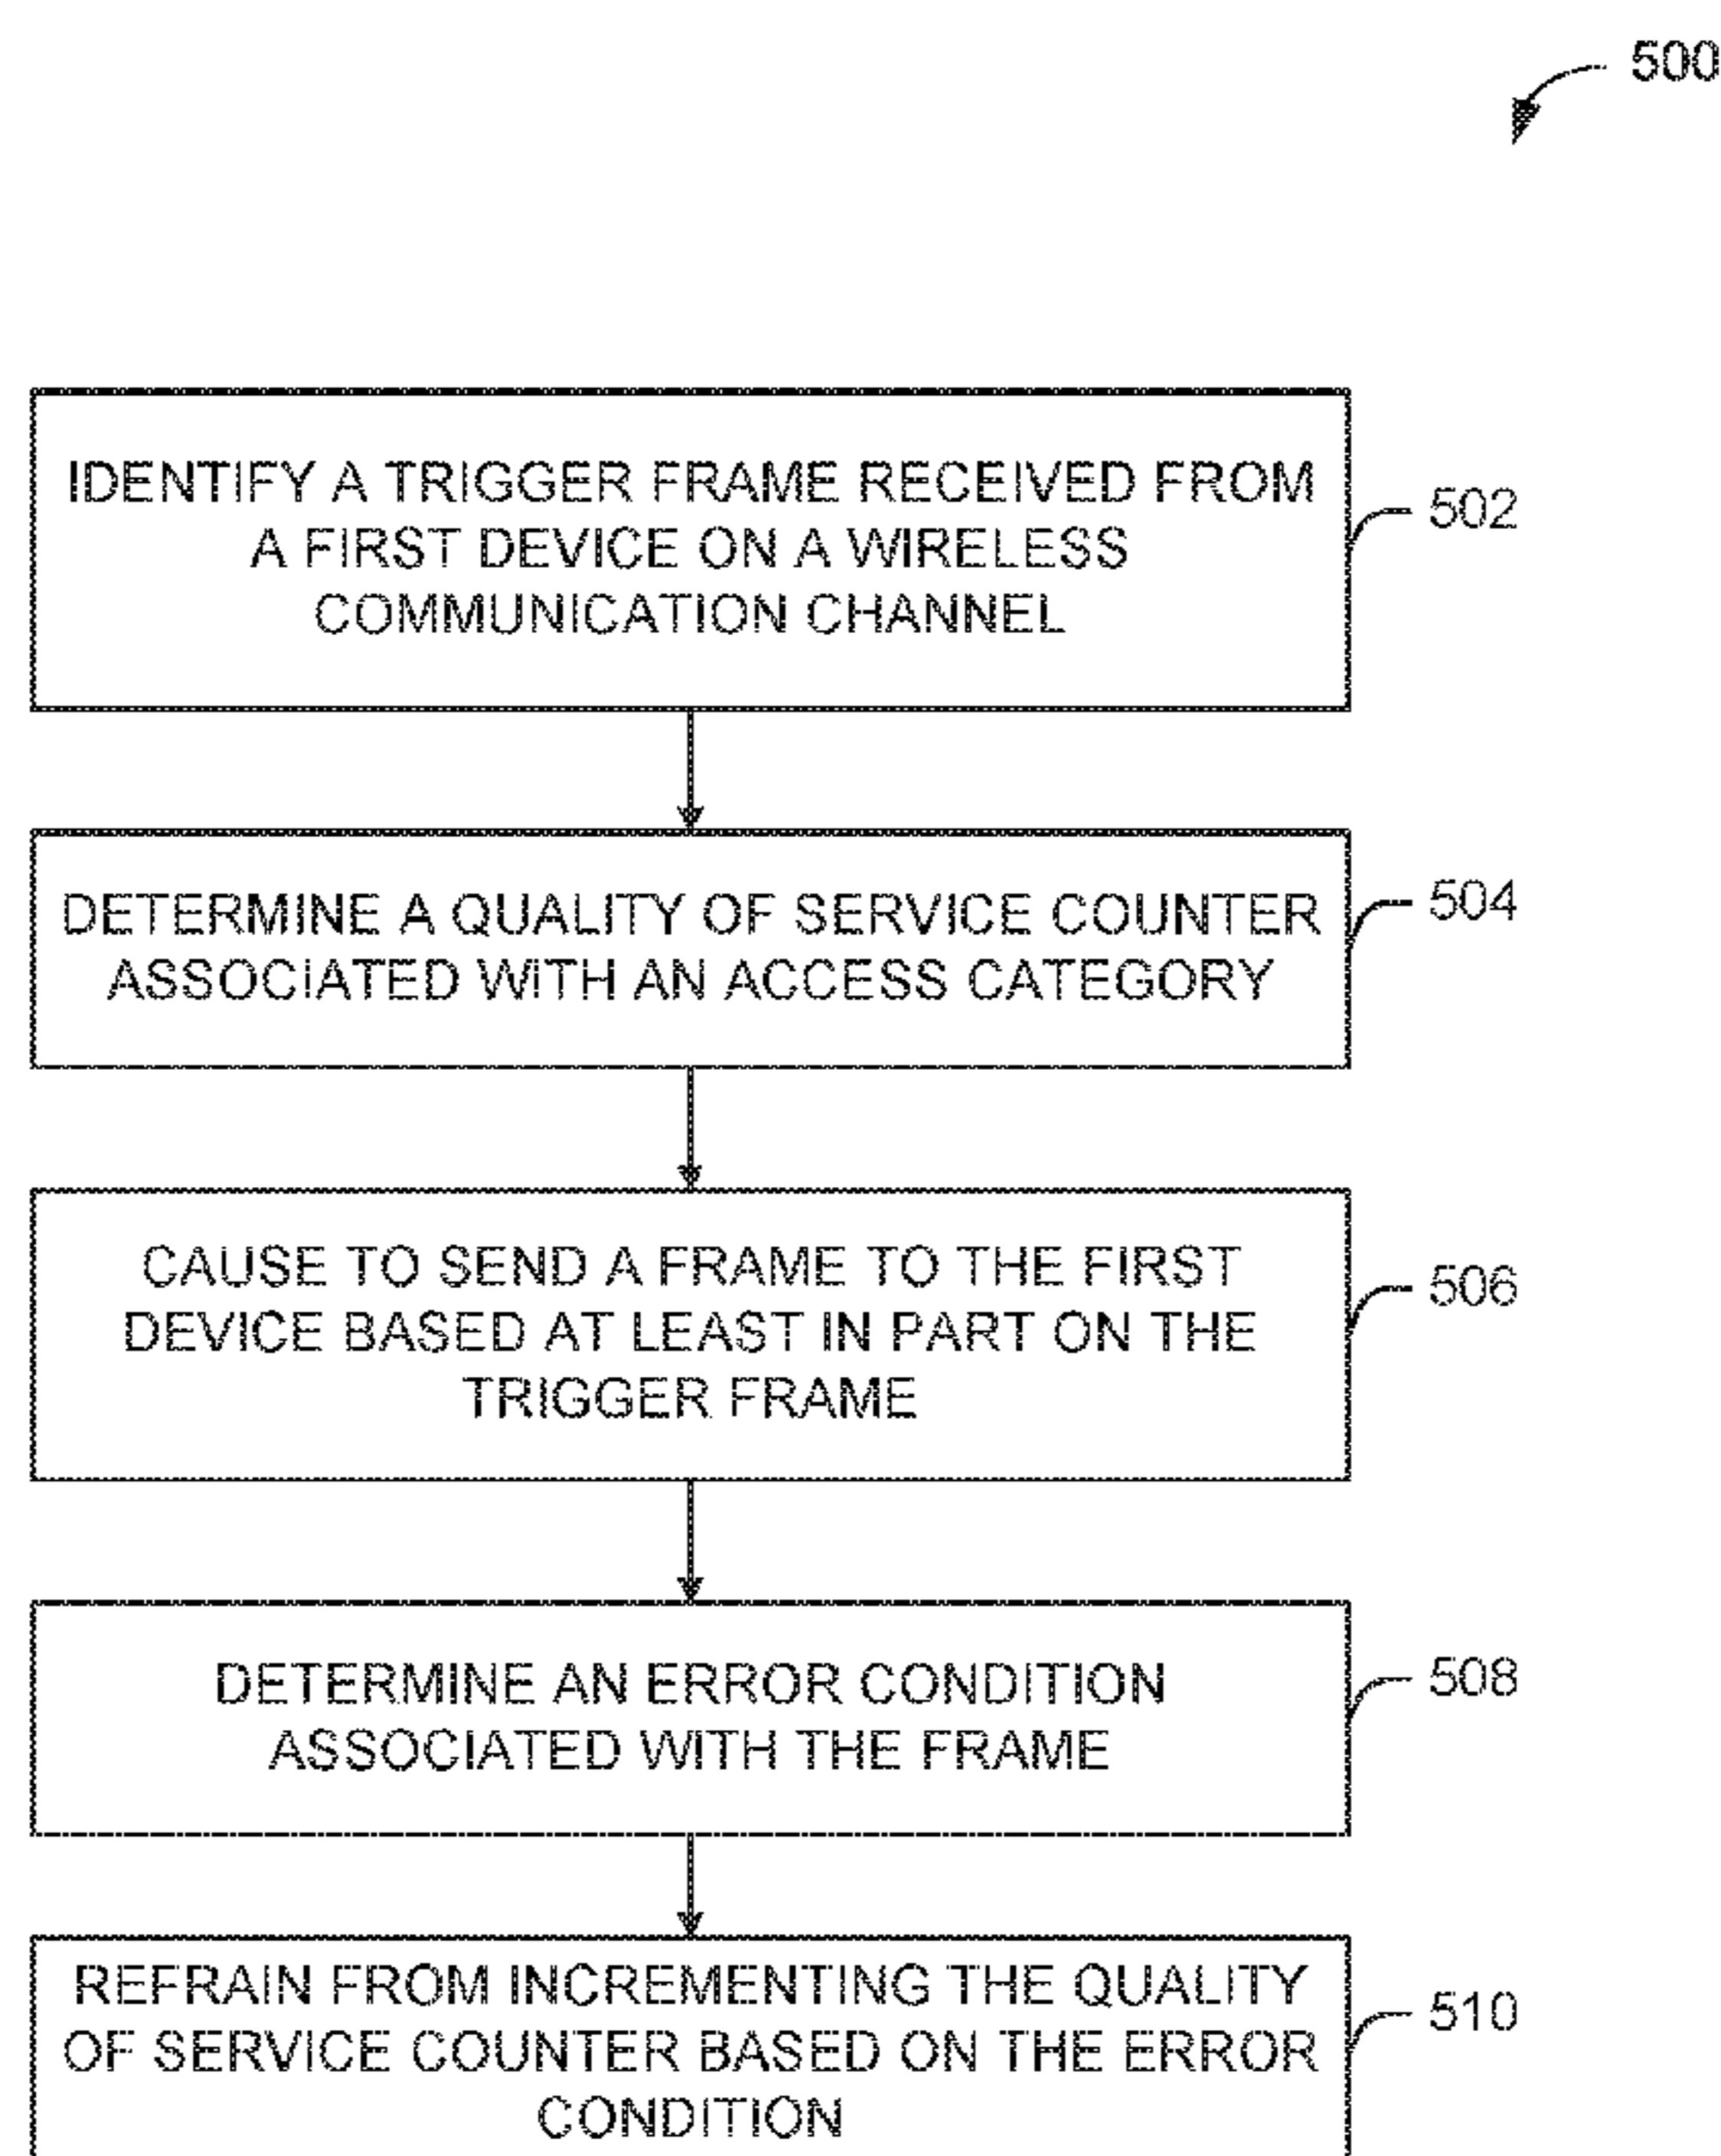 500
IDENTIFY A TRIGGER FRAME RECEIVED FROM
A FIRST DEVICE ON A WIRELESS
COMMUNICATION CHANNEL
502
DETERMINE A QUALITY OF SERVICE COUNTER
ASSOCIATED WITH AN ACCESS CATEGORY
504
CAUSE TO SEND A FRAME TO THE FIRST
DEVICE BASED AT LEAST IN PART ON THE
TRIGGER FRAME
506
DETERMINE AN ERROR CONDITION
ASSOCIATED WITH THE FRAME
508
REFRAIN FROM INCREMENTING THE QUALITY
OF SERVICE COUNTER BASED ON THE ERROR
CONDITION
510